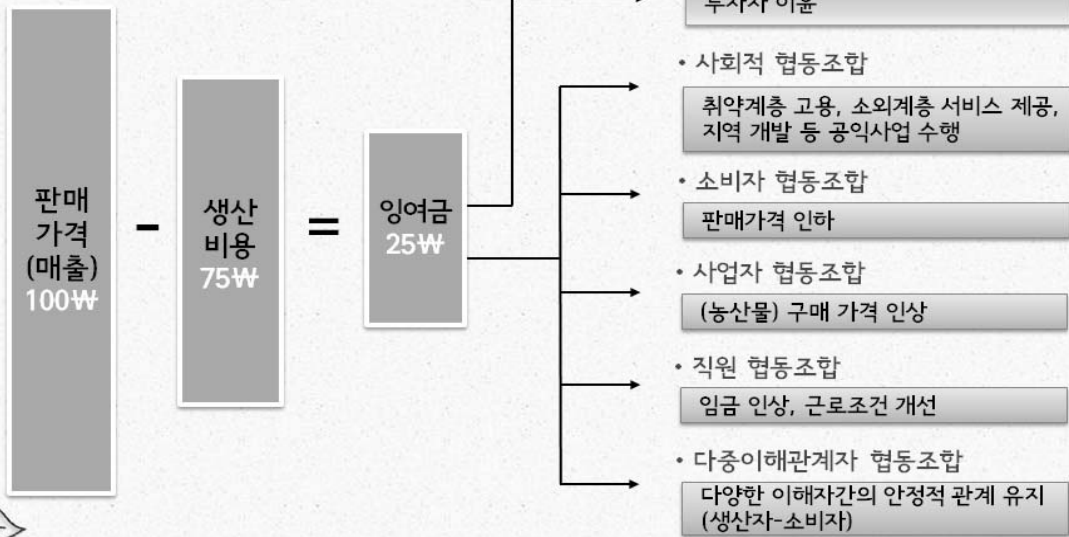 투자자 이윤
• 사회적 협동조합
취약계층 고용, 소외계층 서비스 제공,
지역 개발 등 공익사업 수행
• 소비자 협동조합
판매가격 인하
• 사업자 협동조합
(농산물) 구매 가격 인상
• 직원 협동조합
임금 인상, 근로조건 개선
• 다중이해관계자 협동조합
다양한 이해자간의 안정적 관계 유지
(생산자-소비자)
판매
가격
(매출)
100₩
-
생산
비용
75₩
=
잉여금
25₩